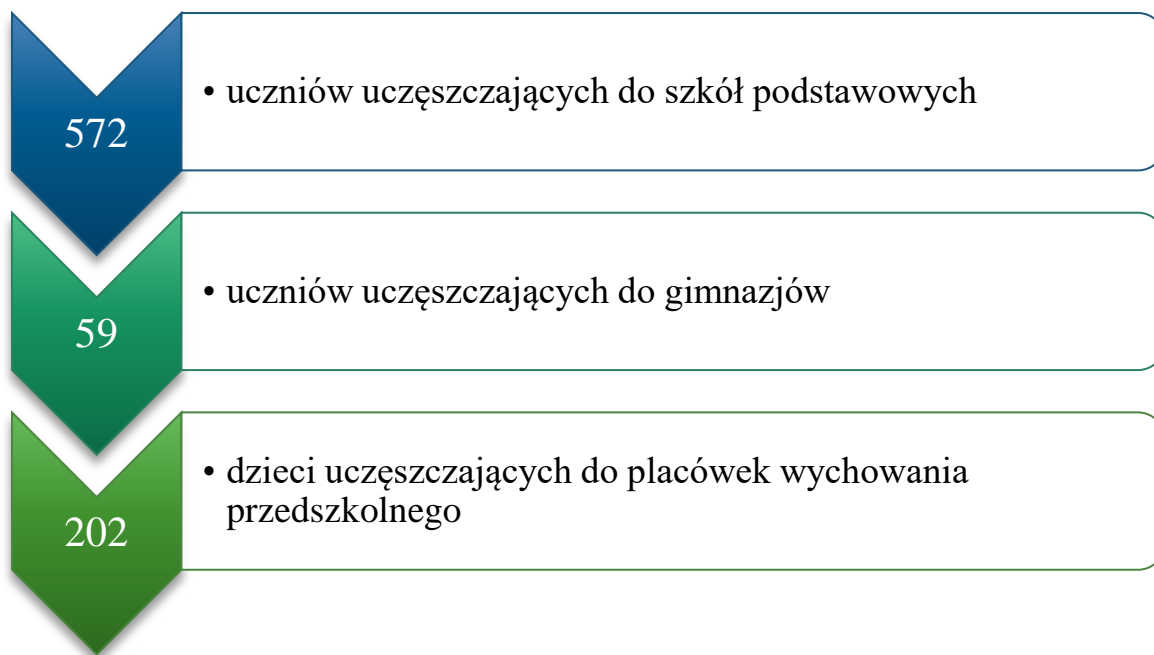 572
• uczniów uczęszczających do szkół podstawowych
59
• uczniów uczęszczających do gimnazjów
202
• dzieci uczęszczających do placówek wychowania
przedszkolnego